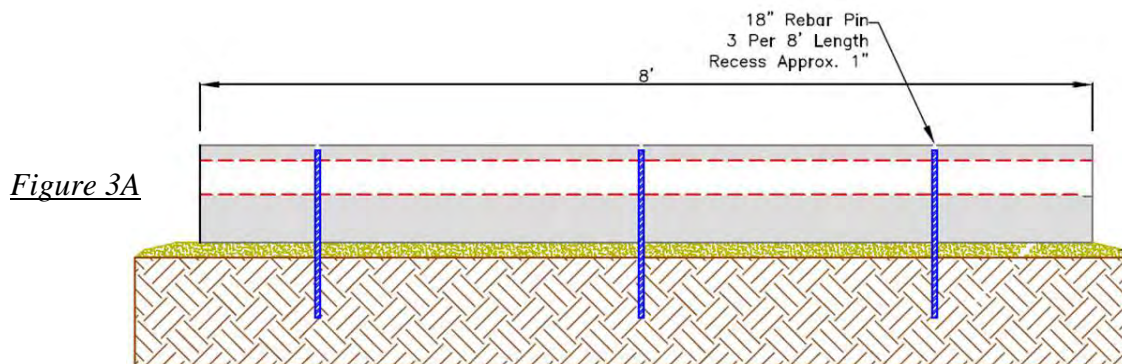 18" Rebar Pin
3 Per 8' Length
Recess Approx. 1"
8'
Figure 3A